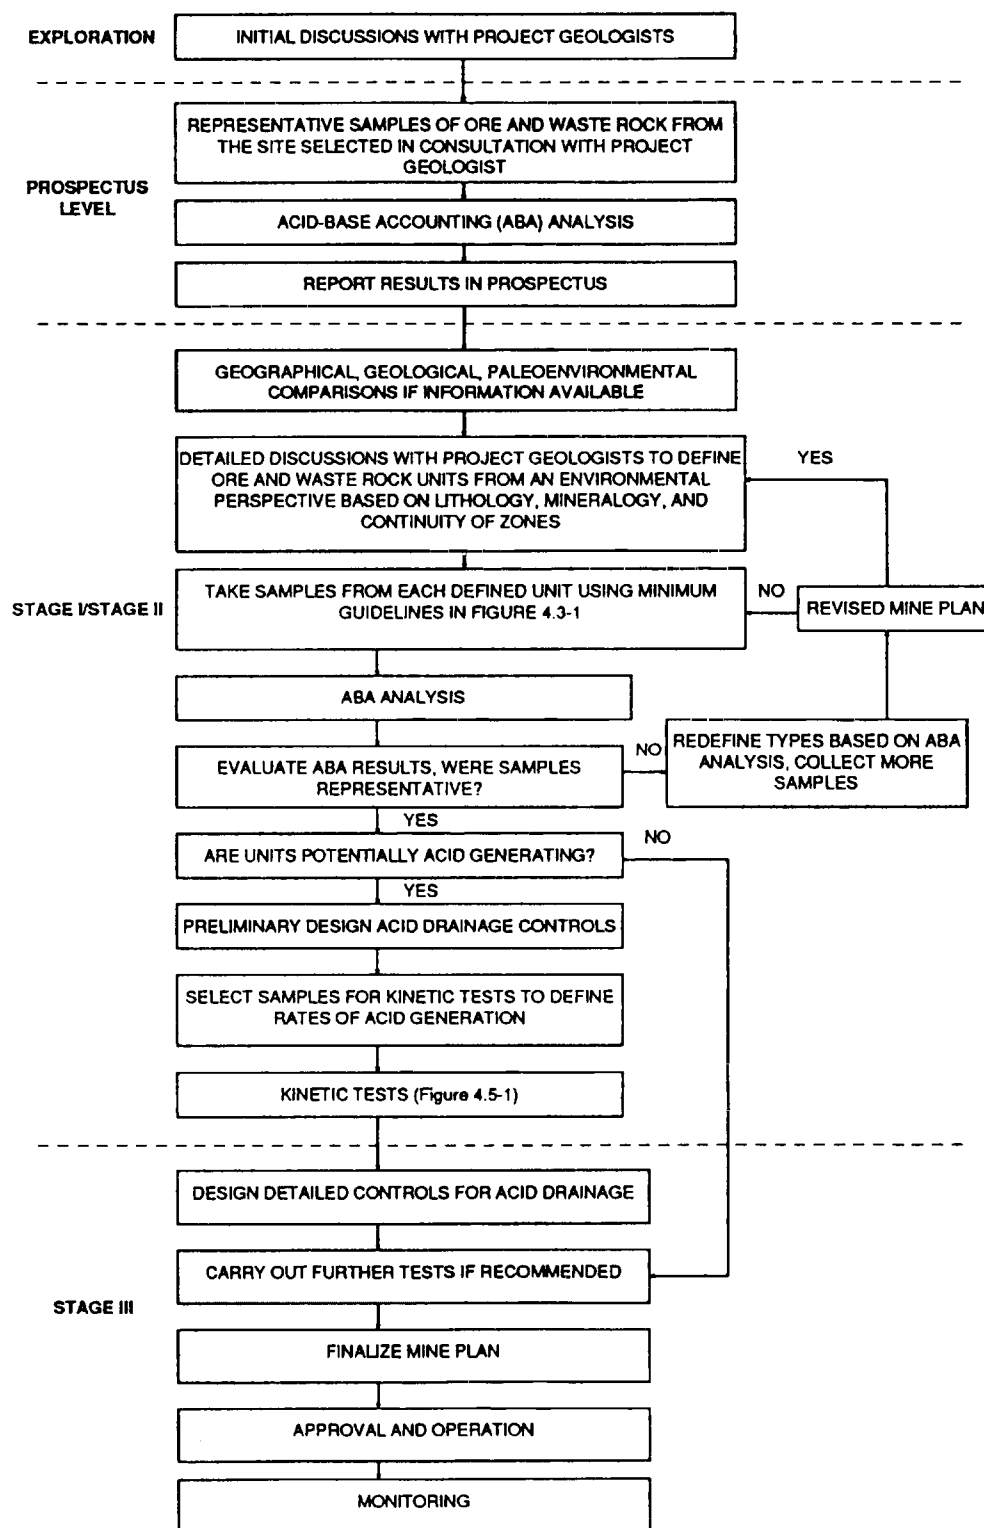 EXPLORATION
INITIAL DISCUSSIONS WITH PROJECT GEOLOGISTS
PROSPECTUS
LEVEL
REPRESENTATIVE SAMPLES OF ORE AND WASTE ROCK FROM
THE SITE SELECTED IN CONSULTATION WITH PROJECT
GEOLOGIST
ACID-BASE ACCOUNTING (ABA) ANALYSIS
REPORT RESULTS IN PROSPECTUS
STAGE I/STAGE II
GEOGRAPHICAL, GEOLOGICAL, PALEOENVIRONMENTAL
COMPARISONS IF INFORMATION AVAILABLE
DETAILED DISCUSSIONS WITH PROJECT GEOLOGISTS TO DEFINE
ORE AND WASTE ROCK UNITS FROM AN ENVIRONMENTAL
PERSPECTIVE BASED ON LITHOLOGY, MINERALOGY, AND
CONTINUITY OF ZONES
YES
TAKE SAMPLES FROM EACH DEFINED UNIT USING MINIMUM
GUIDELINES IN FIGURE 4.3-1
NO
REVISED MINE PLAN
ABA ANALYSIS
EVALUATE ABA RESULTS, WERE SAMPLES
REPRESENTATIVE?
NO
REDEFINE TYPES BASED ON ABA
ANALYSIS, COLLECT MORE
SAMPLES
YES
ARE UNITS POTENTIALLY ACID GENERATING?
NO
YES
PRELIMINARY DESIGN ACID DRAINAGE CONTROLS
SELECT SAMPLES FOR KINETIC TESTS TO DEFINE
RATES OF ACID GENERATION
KINETIC TESTS (Figure 4.5-1)
STAGE III
DESIGN DETAILED CONTROLS FOR ACID DRAINAGE
CARRY OUT FURTHER TESTS IF RECOMMENDED
FINALIZE MINE PLAN
APPROVAL AND OPERATION
MONITORING